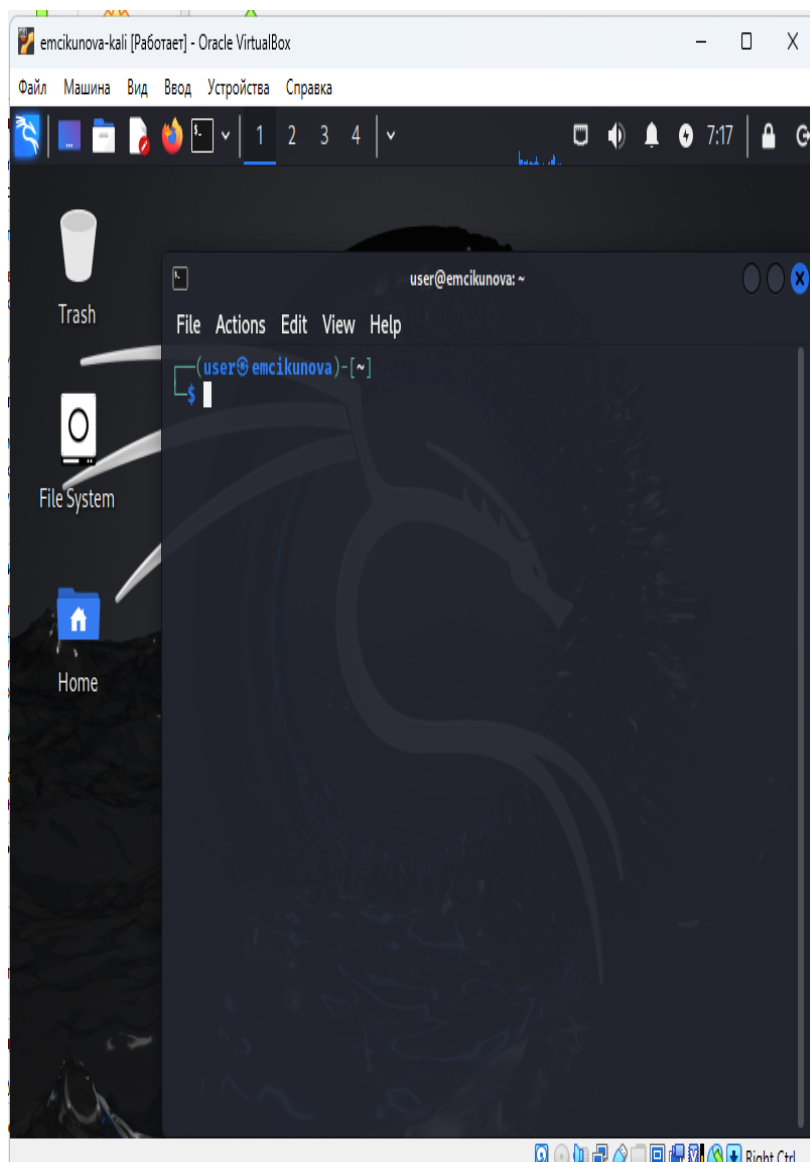 emcikunova-kali [Работает] - Oracle VirtualBox
Файл Машина Вид Ввод Устройства Справка
1 2 3 4 7:17
Trash
user@emcikunova: ~
File Actions Edit View Help
(user㉿emcikunova)-[~]
$
File System
Home
Right Ctrl